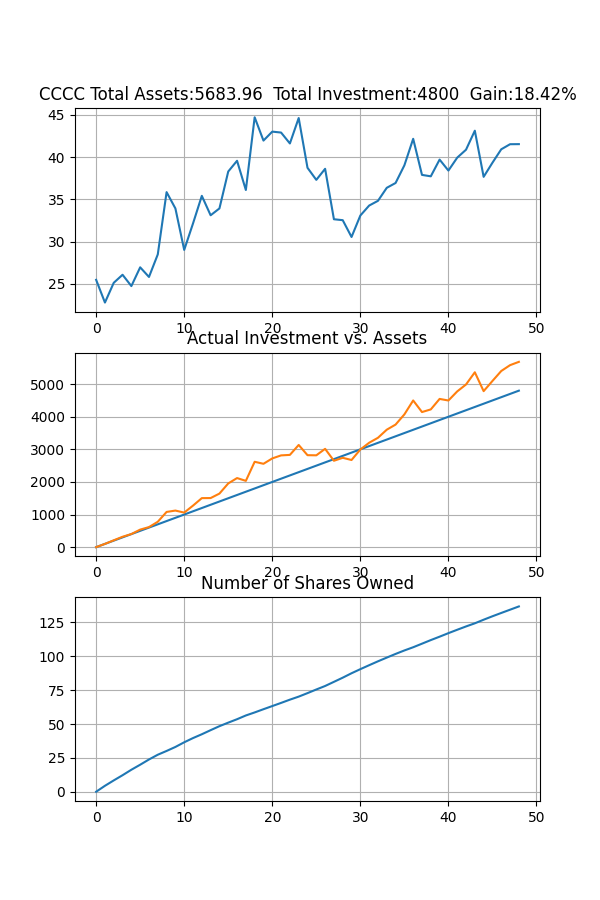 CCCC Total Assets:5683.96  Total Investment:4800  Gain:18.42%
45
40
35
30
25
0 10 20 30 40 50
Actual Investment vs. Assets
5000
4000
3000
2000
1000
0
0 10 20 30 40 50
Number of Shares Owned
125
100
75
50
25
0
0 10 20 30 40 50